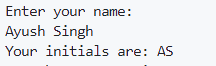 Enter your name:
Ayush Singh
Your initials are: AS